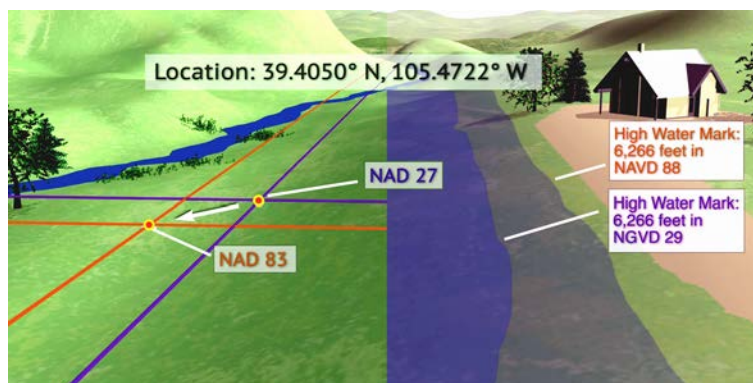 Location: 39.4050° N, 105.4722° W
NAD 27
NAD 83
High Water Mark:
6,266 feet in
NAVD 88
High Water Mark:
6,266 feet in
NGVD 29